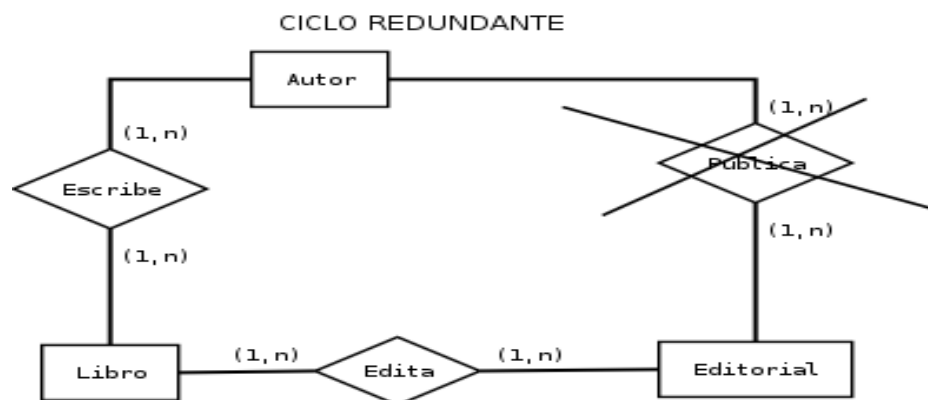 CICLO REDUNDANTE
Autor
(1,n)
(1,n)
Publica
Escribe
(1,n)
(1,n)
(1,n)
(1,n)
Libro
Edita
Editorial